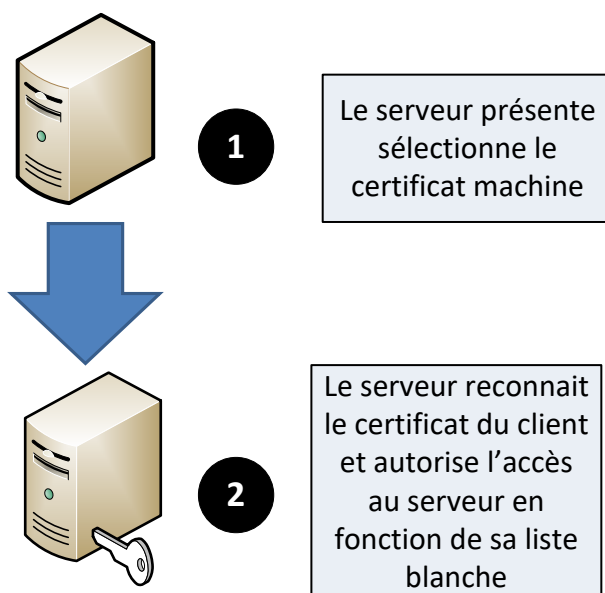 1
Le serveur présente
sélectionne le
certificat machine
2
Le serveur reconnait
le certificat du client
et autorise l’accès
au serveur en
fonction de sa liste
blanche